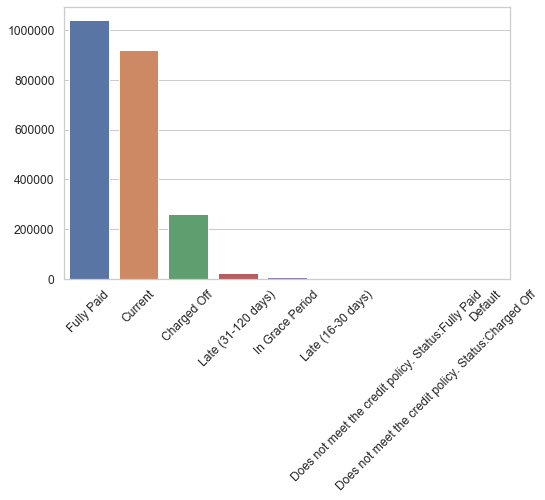 1000000
800000
600000
400000
200000
0
Fully Paid
Current
Charged Off
Late (31-120 days)
In Grace Period
Late (16-30 days)
Does not meet the credit policy. Status:Fully Paid
Does not meet the credit policy. Status:Charged Off
Default